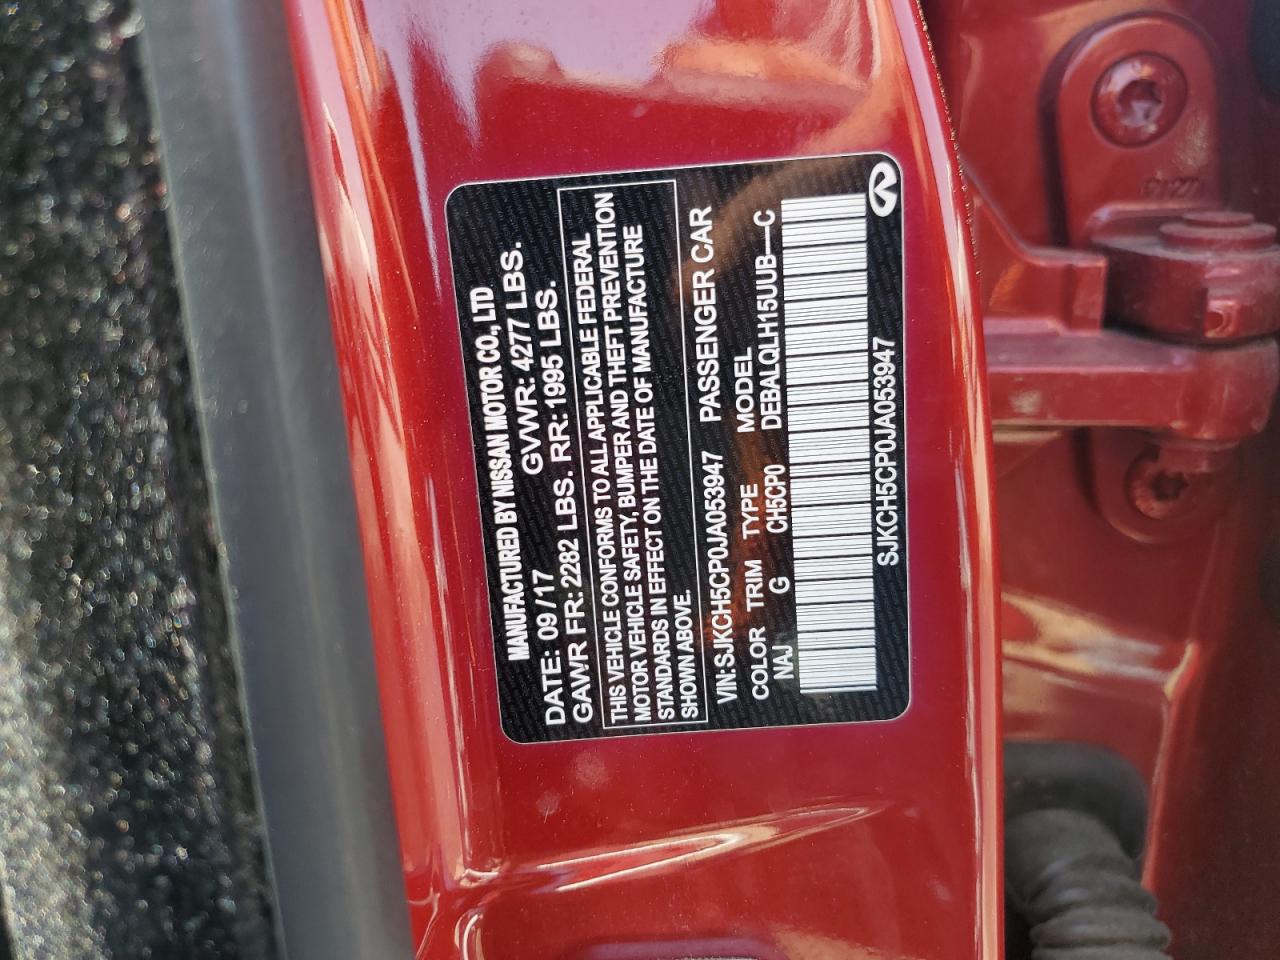 MANUFACTURED BY NISSAN MOTOR CO., LTD
DATE: 09/17 GVWR: 4277 LBS.
GAWR FR: 2282 LBS. RR: 1995 LBS.
THIS VEHICLE CONFORMS TO ALL APPLICABLE FEDERAL
MOTOR VEHICLE SAFETY, BUMPER AND THEFT PREVENTION
STANDARDS IN EFFECT ON THE DATE OF MANUFACTURE
SHOWN ABOVE.
VIN: SJKCH5CP0JA053947 PASSENGER CAR
COLOR TRIM TYPE MODEL
NAJ G CH5CP0 DEBALQLH15UUB--C
SJKCH5CP0JA053947